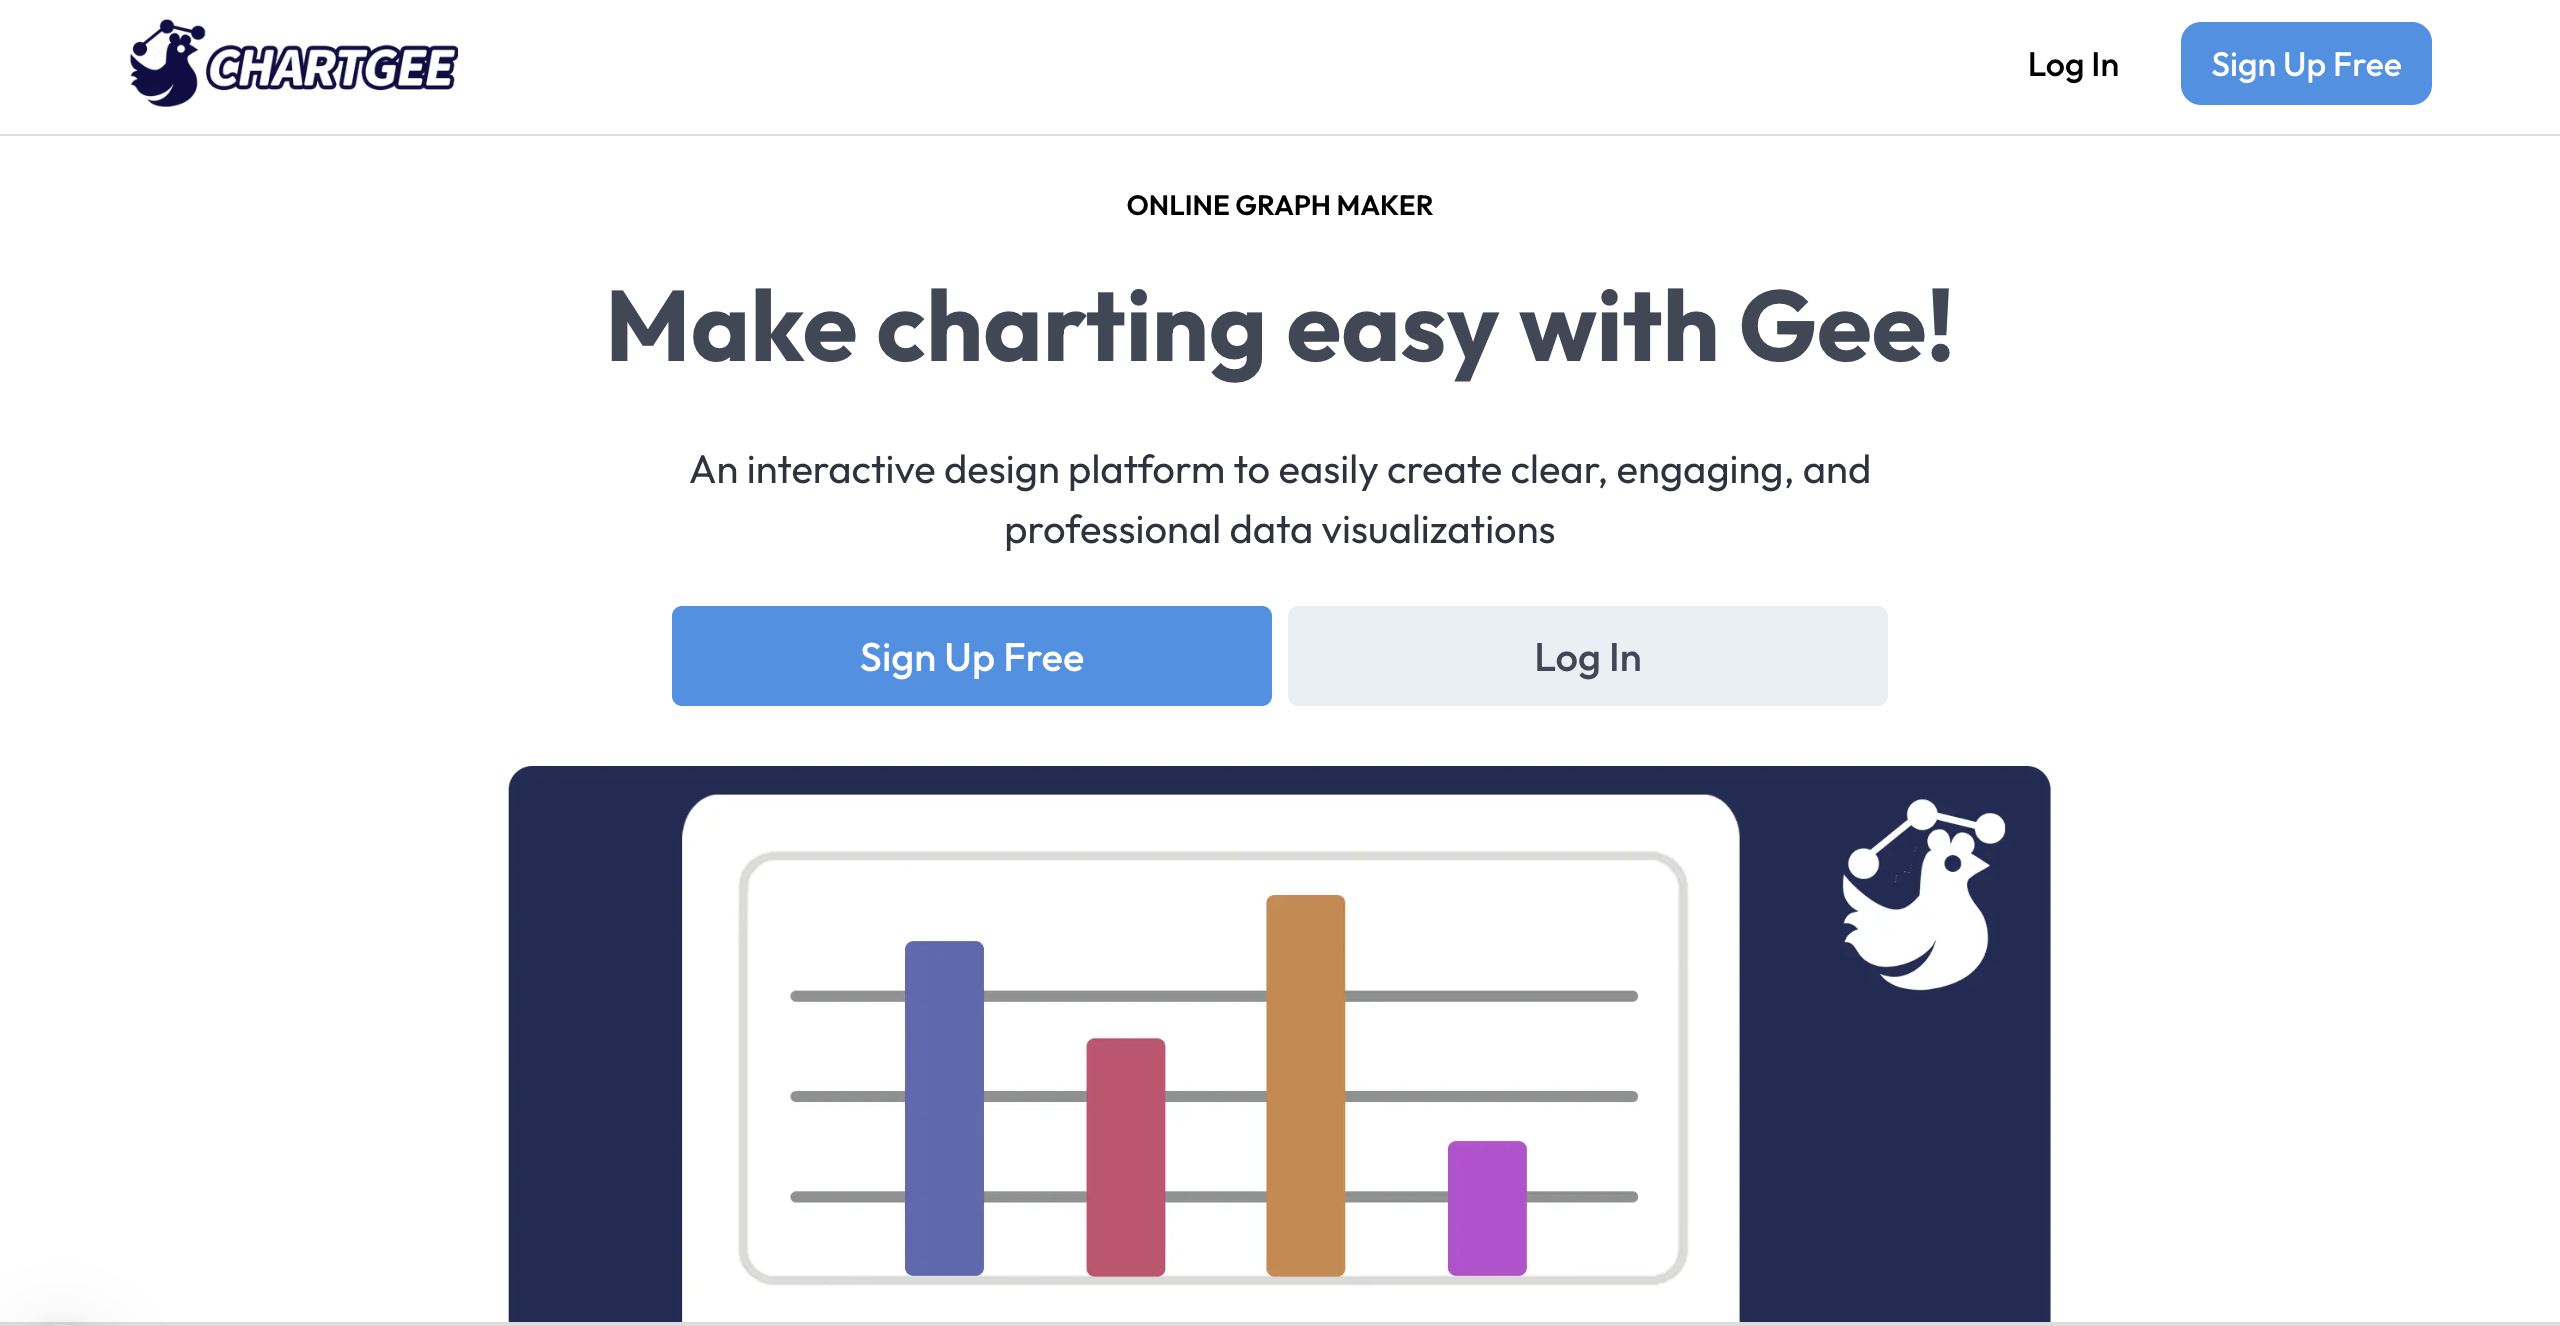 CHARTGEE
Log In
Sign Up Free
ONLINE GRAPH MAKER
Make charting easy with Gee!
An interactive design platform to easily create clear, engaging, and
professional data visualizations
Sign Up Free
Log In